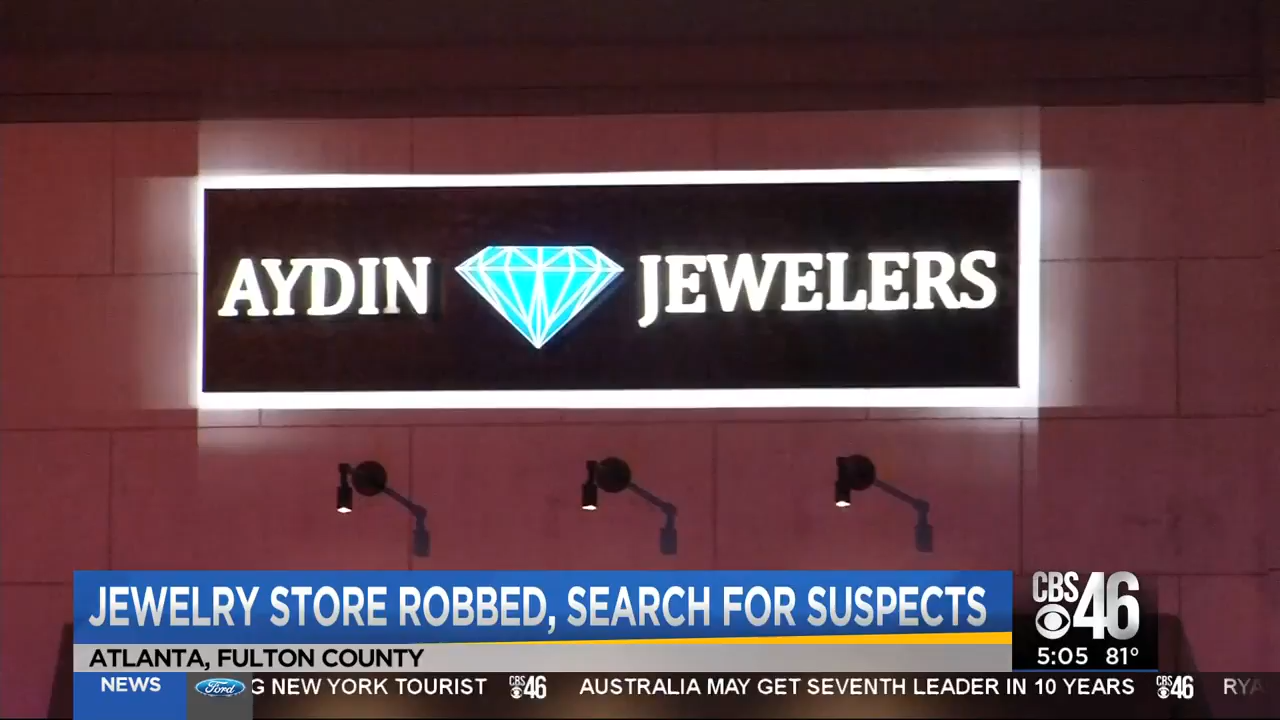 AYDIN JEWELERS
JEWELRY STORE ROBBED, SEARCH FOR SUSPECTS
ATLANTA, FULTON COUNTY
CBS 46
5:05 81°
NEWS Ford G NEW YORK TOURIST CBS 46 AUSTRALIA MAY GET SEVENTH LEADER IN 10 YEARS CBS 46 RYA